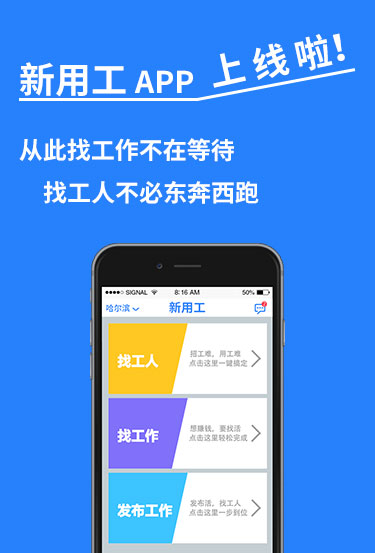 新用工 APP 上线啦!
从此找工作不在等待
找工人不必东奔西跑
SIGNAL 8:16 AM 50%
哈尔滨 新用工
找工人
招工难,用工难
点击这里一键搞定
找工作
想赚钱,要找活
点击这里轻松完成
发布工作
发布活,找工人
点击这里一步到位